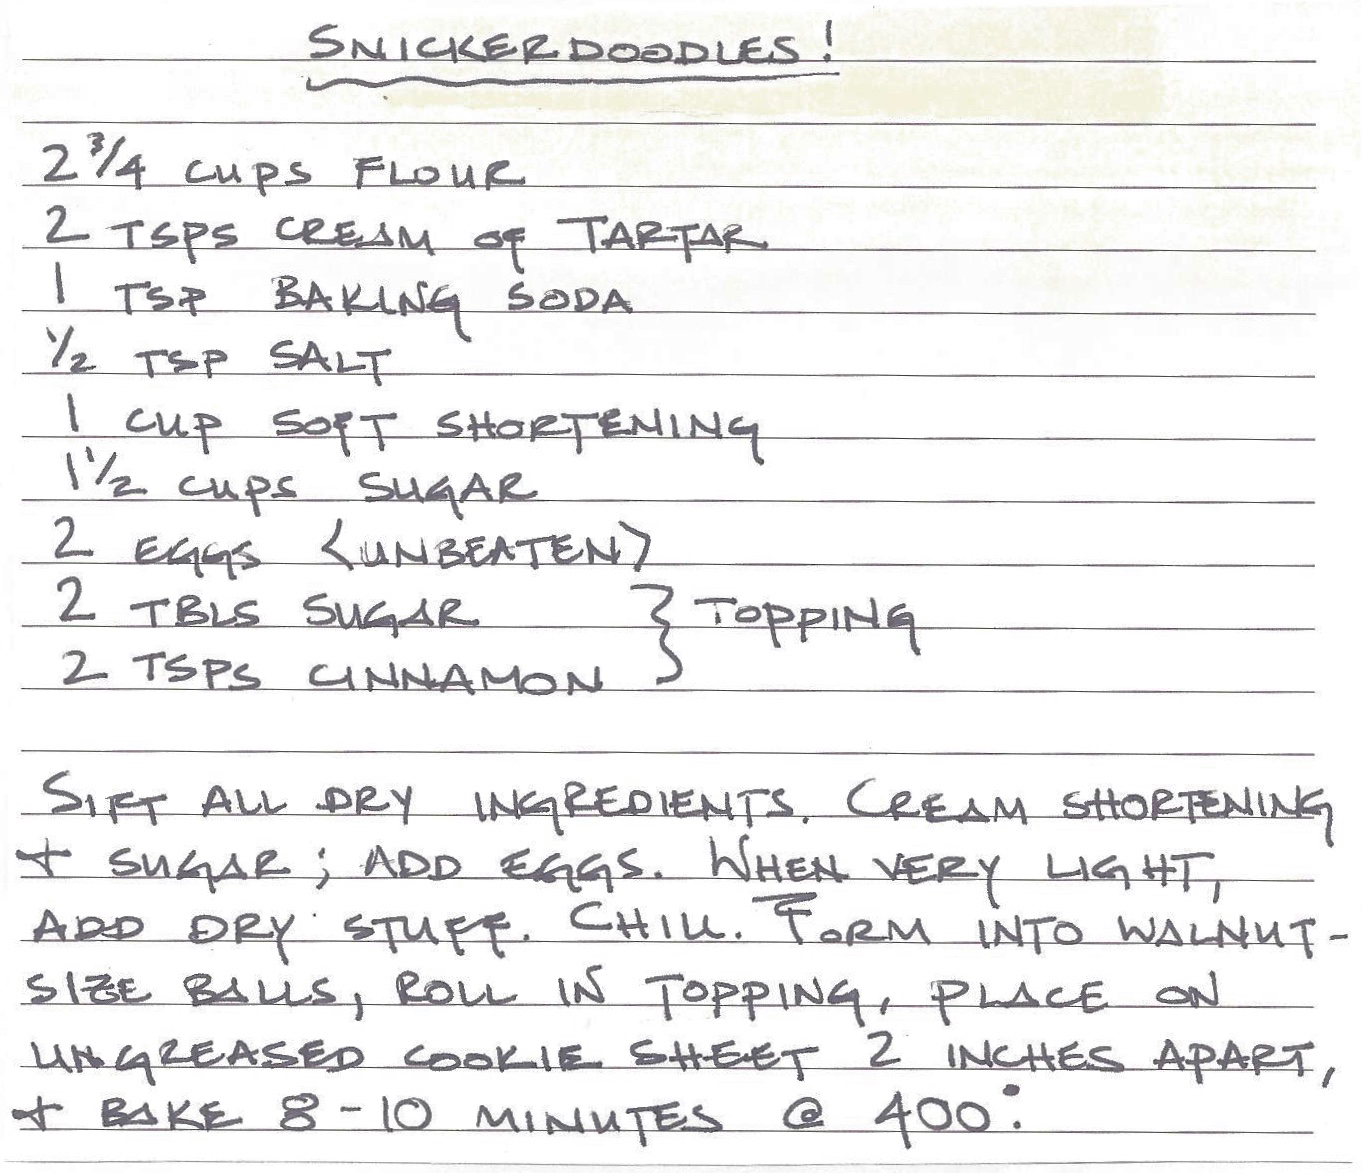 SNICKERDOODLES!
2 3/4 CUPS FLOUR
2 TSPS CREAM OF TARTAR
1 TSP BAKING SODA
1/2 TSP SALT
1 CUP SOFT SHORTENING
1 1/2 CUPS SUGAR
2 EGGS (UNBEATEN)
2 TBLS SUGAR } TOPPING
2 TSPS CINNAMON
SIFT ALL DRY INGREDIENTS. CREAM SHORTENING
+ SUGAR; ADD EGGS. WHEN VERY LIGHT,
ADD DRY STUFF. CHILL. FORM INTO WALNUT-
SIZE BALLS, ROLL IN TOPPING, PLACE ON
UNGREASED COOKIE SHEET 2 INCHES APART,
+ BAKE 8-10 MINUTES @ 400°.